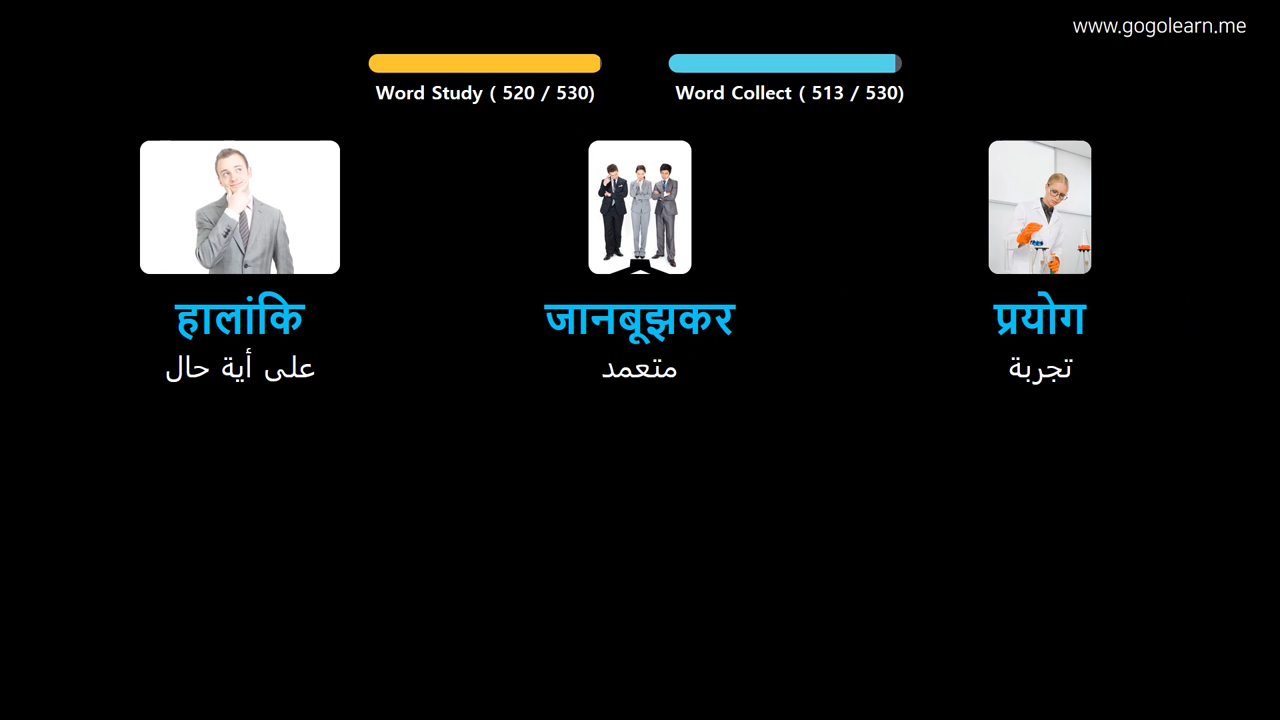 www.gogolearn.me
Word Study ( 520 / 530)
Word Collect ( 513 / 530)
हालांकि
على أية حال
जानबूझकर
متعمد
प्रयोग
تجربة